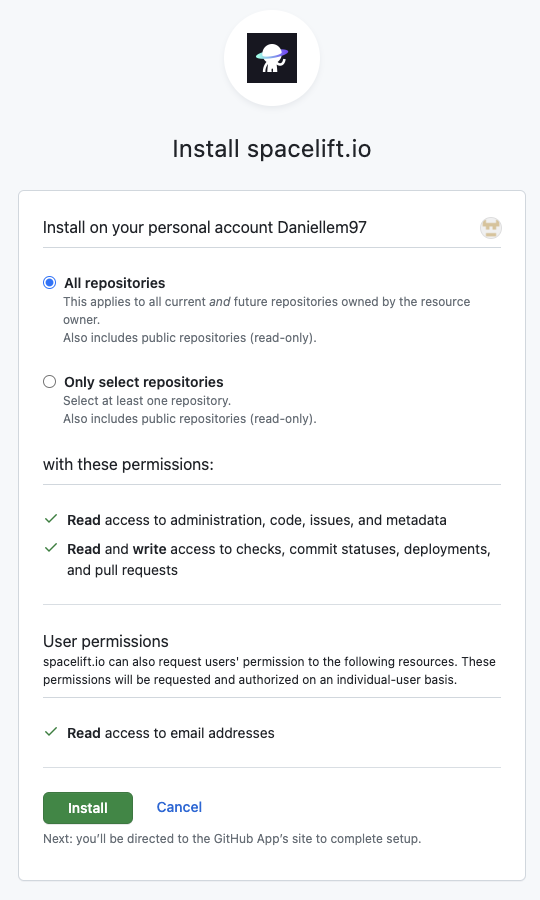 Install spacelift.io
Install on your personal account Daniellem97
All repositories
This applies to all current and future repositories owned by the resource
owner.
Also includes public repositories (read-only).
Only select repositories
Select at least one repository.
Also includes public repositories (read-only).
with these permissions:
Read access to administration, code, issues, and metadata
Read and write access to checks, commit statuses, deployments,
and pull requests
User permissions
spacelift.io can also request users' permission to the following resources. These
permissions will be requested and authorized on an individual-user basis.
Read access to email addresses
Install Cancel
Next: you'll be directed to the GitHub App's site to complete setup.